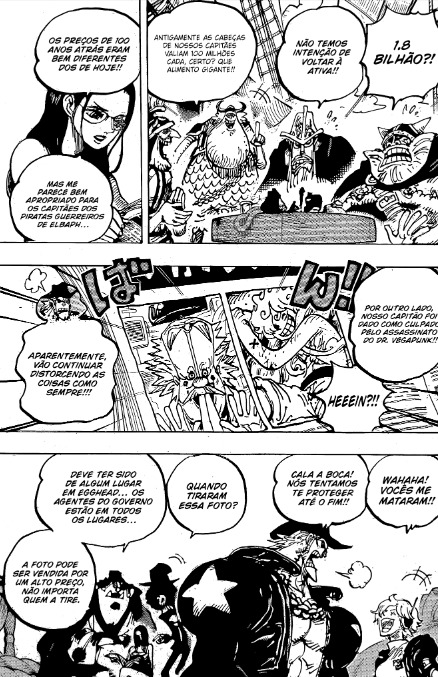 1.8
BILHÃO?!
NÃO TEMOS
INTENÇÃO DE
VOLTAR À
ATIVA!!
ANTIGAMENTE AS CABEÇAS
DE NOSSOS CAPITÃES
VALIAM 100 MILHÕES
CADA, CERTO? QUE
AUMENTO GIGANTE!!
OS PREÇOS DE 100
ANOS ATRÁS ERAM
BEM DIFERENTES
DOS DE HOJE!!
MAS ME
PARECE BEM
APROPRIADO PARA
OS CAPITÃES DOS
PIRATAS GUERREIROS
DE ELBAPH...
POR OUTRO LADO,
NOSSO CAPITÃO FOI
DADO COMO CULPADO
PELO ASSASSINATO
DO DR. VEGAPUNK!!
ばん!!
HEEEIN?!!
APARENTEMENTE,
VÃO CONTINUAR
DISTORCENDO AS
COISAS COMO
SEMPRE!!!
WAHAHA!
VOCÊS ME
MATARAM!!
CALA A BOCA!
NÓS TENTAMOS
TE PROTEGER
ATÉ O FIM!!
QUANDO
TIRARAM
ESSA FOTO?
DEVE TER SIDO
DE ALGUM LUGAR
EM EGGHEAD... OS
AGENTES DO GOVERNO
ESTÃO EM TODOS
OS LUGARES...
A FOTO PODE
SER VENDIDA POR
UM ALTO PREÇO,
NÃO IMPORTA
QUEM A TIRE.